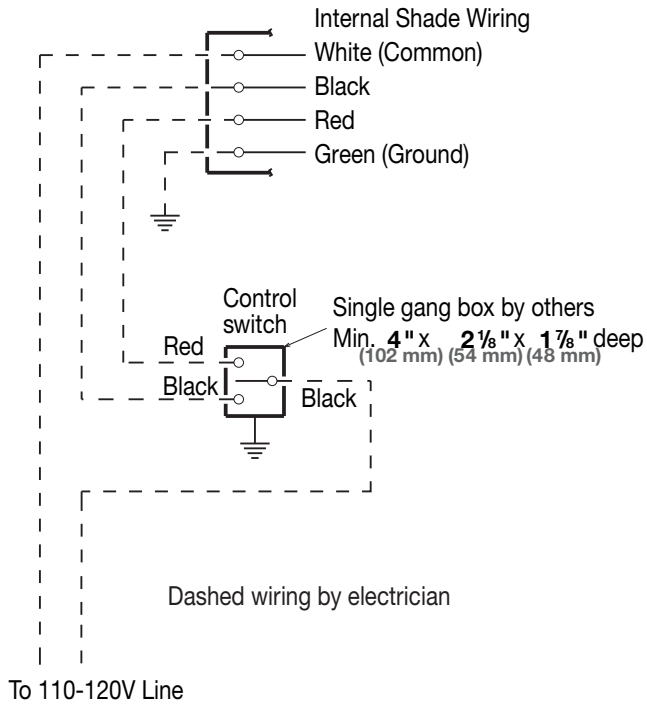 Internal Shade Wiring
White (Common)
Black
Red
Green (Ground)
Control
switch
Single gang box by others
Min. 4" x 2⅛" x 1⅞" deep
(102 mm) (54 mm) (48 mm)
Red
Black
Black
Dashed wiring by electrician
To 110-120V Line